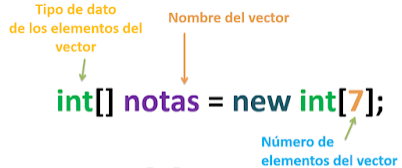 Tipo de dato
de los elementos del
vector
Nombre del vector
int[] notas = new int[7];
Número de
elementos del vector